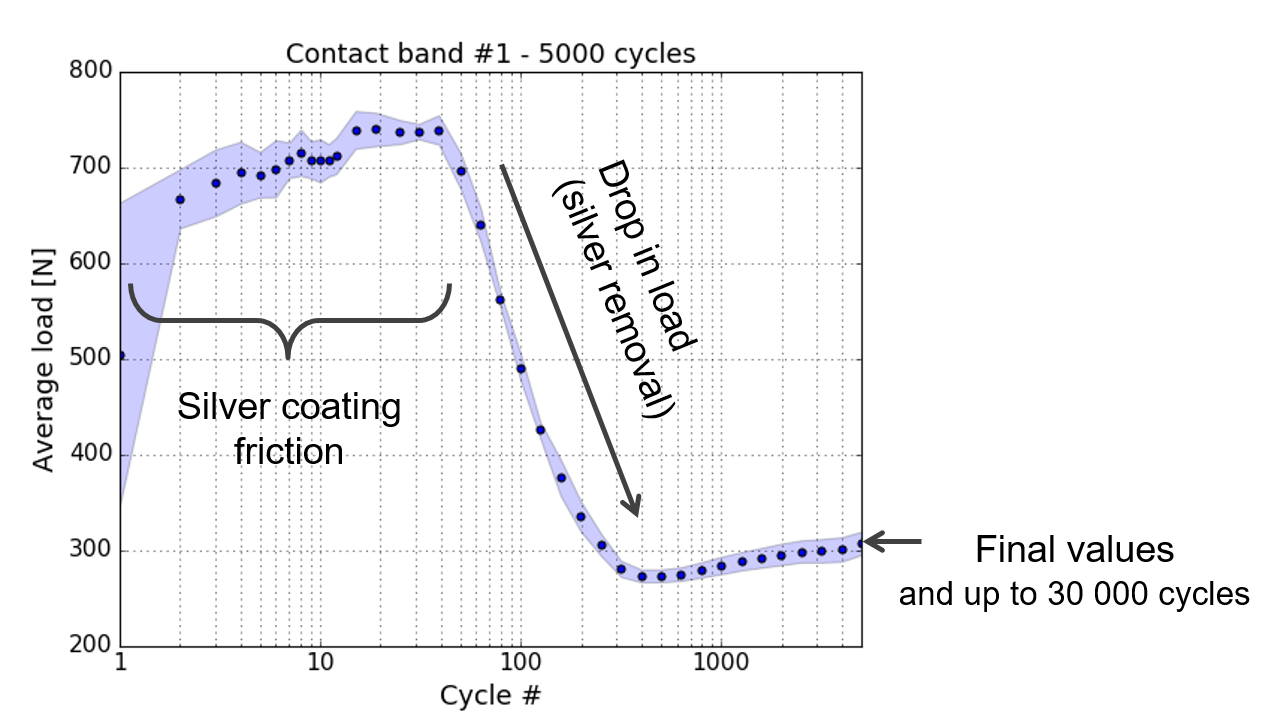 Contact band #1 - 5000 cycles
800
700
600
500
400
300
200
Average load [N]
Silver coating
friction
Drop in load
(silver removal)
Final values
and up to 30 000 cycles
1
10
100
1000
Cycle #